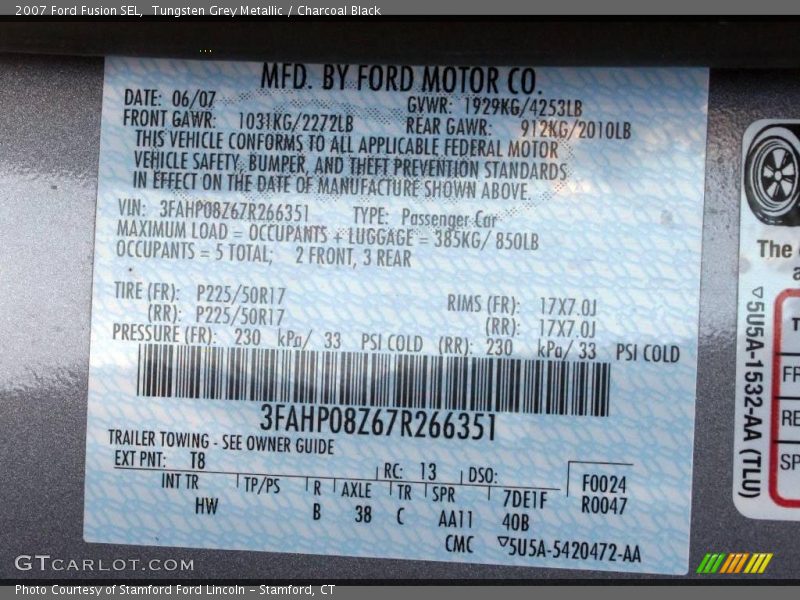 2007 Ford Fusion SEL,  Tungsten Grey Metallic / Charcoal Black
MFD. BY FORD MOTOR CO.
DATE: 06/07 GVWR: 1929KG/4253LB
FRONT GAWR: 1031KG/2272LB REAR GAWR: 912KG/2010LB
THIS VEHICLE CONFORMS TO ALL APPLICABLE FEDERAL MOTOR
VEHICLE SAFETY, BUMPER, AND THEFT PREVENTION STANDARDS
IN EFFECT ON THE DATE OF MANUFACTURE SHOWN ABOVE.
VIN: 3FAHP08Z67R266351 TYPE: Passenger Car
MAXIMUM LOAD = OCCUPANTS + LUGGAGE = 385KG/ 850LB
OCCUPANTS = 5 TOTAL; 2 FRONT, 3 REAR
TIRE (FR): P225/50R17 RIMS (FR): 17X7.0J
(RR): P225/50R17 (RR): 17X7.0J
PRESSURE (FR): 230 kPa/ 33 PSI COLD (RR): 230 kPa/ 33 PSI COLD
3FAHP08Z67R266351
TRAILER TOWING - SEE OWNER GUIDE
EXT PNT: T8 RC: 13 DSO: F0024
INT TR TP/PS R AXLE TR SPR 7DE1F R0047
HW B 38 C AA11 40B
CMC ▽5U5A-5420472-AA
The
▽5U5A-1532-AA (TLU)
FR
RE
SP
GTCARLOT.COM
Photo Courtesy of Stamford Ford Lincoln - Stamford, CT